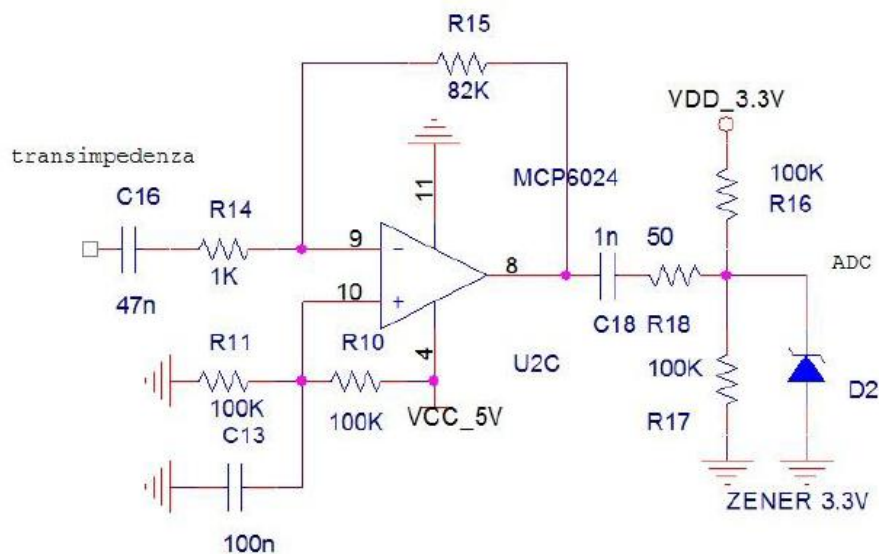 R15
82K
VDD_3.3V
transimpedenza
11
MCP6024
100K
R16
C16
R14
9
1n
50
ADC
8
1K
10
47n
C18
R18
R11
R10
4
U2C
100K
D2
100K
100K
VCC_5V
R17
C13
ZENER 3.3V
100n